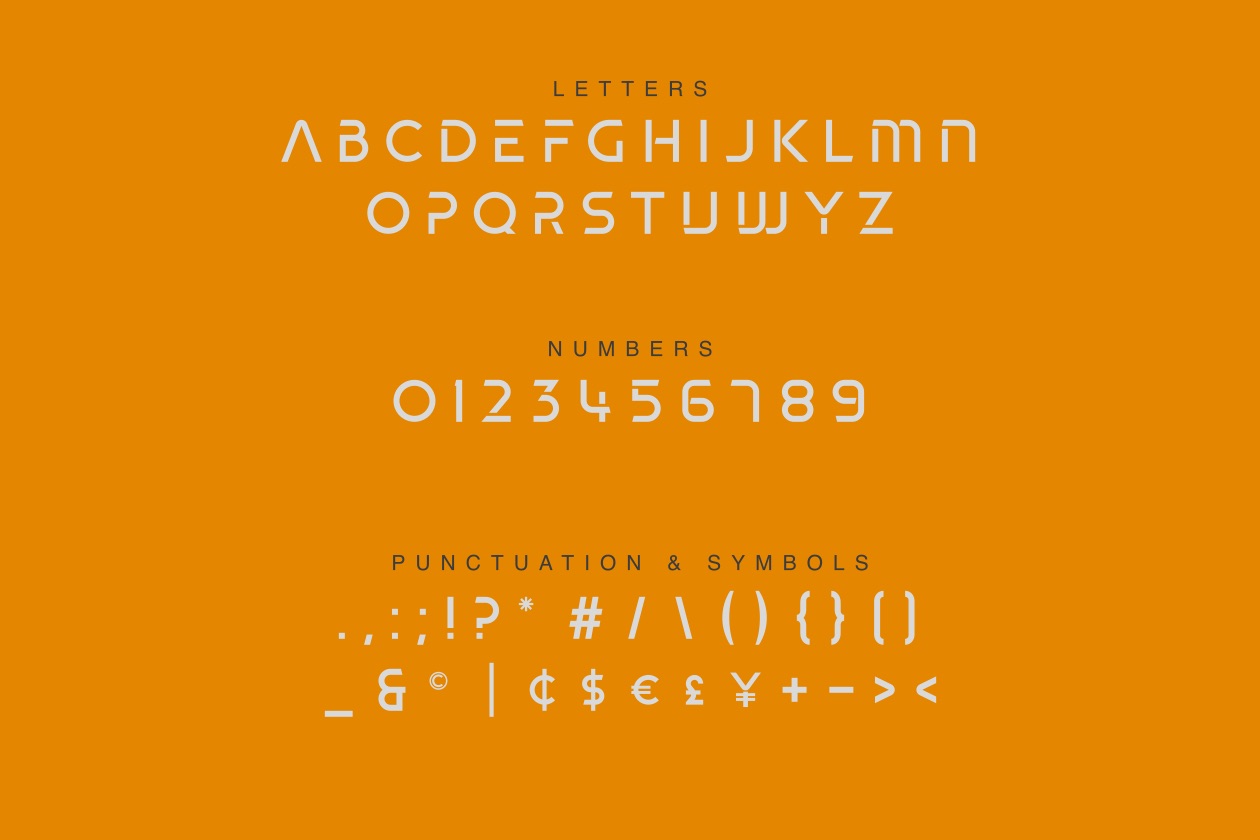 LETTERS
ABCDEFGHIJKLMN
OPQRSTUWYZ
NUMBERS
0123456789
PUNCTUATION & SYMBOLS
.,:;!?* #/\(){}[]
_&©|¢$€£¥+−><